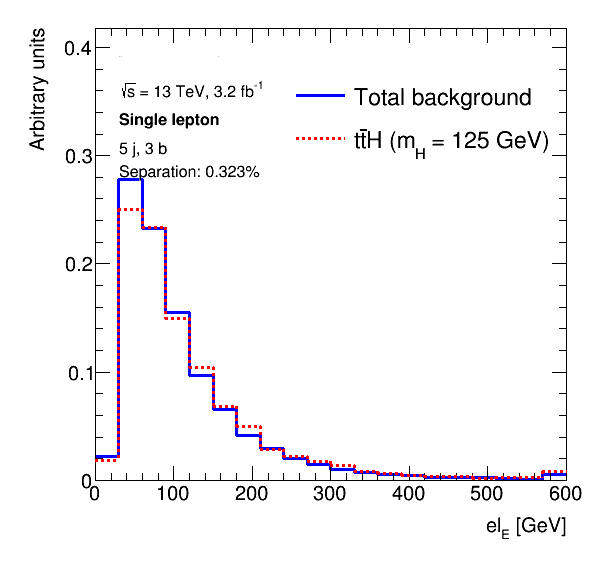 Arbitrary units
0.4
0.3
0.2
0.1
0
√s = 13 TeV, 3.2 fb⁻¹
Single lepton
5 j, 3 b
Separation: 0.323%
Total background
tt̄H (m_H = 125 GeV)
0 100 200 300 400 500 600
el_E [GeV]